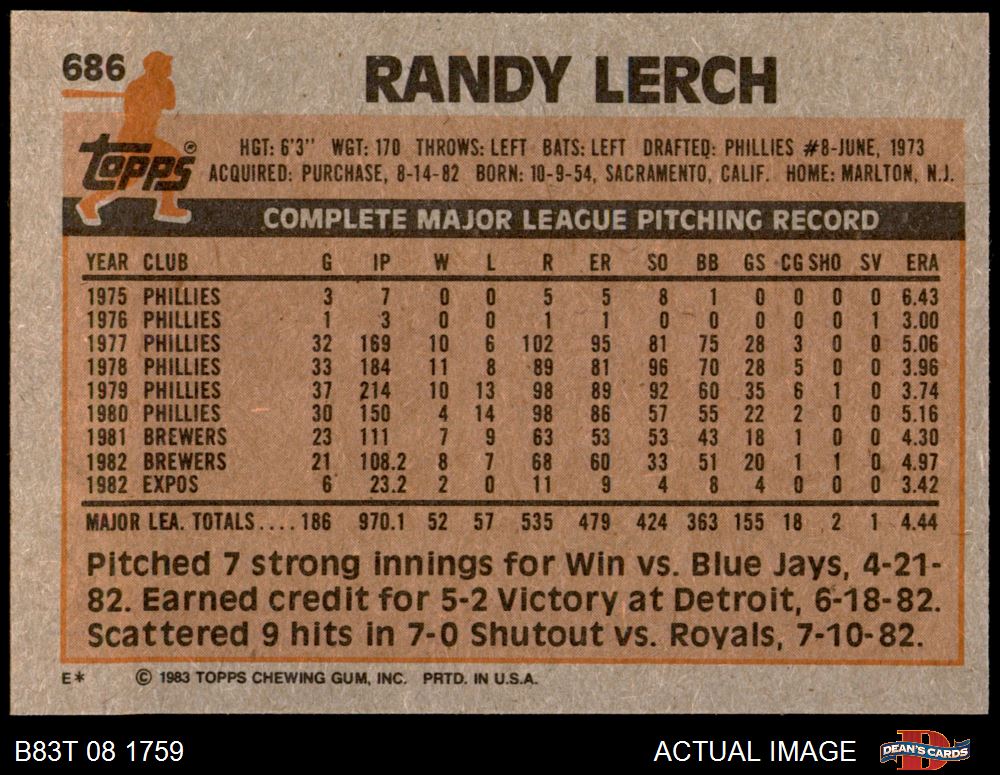 686
RANDY LERCH
topps®
HGT: 6'3" WGT: 170 THROWS: LEFT BATS: LEFT DRAFTED: PHILLIES #8-JUNE, 1973
ACQUIRED: PURCHASE, 8-14-82 BORN: 10-9-54, SACRAMENTO, CALIF. HOME: MARLTON, N.J.
COMPLETE MAJOR LEAGUE PITCHING RECORD
YEAR CLUB G IP W L R ER SO BB GS CG SHO SV ERA
1975 PHILLIES 3 7 0 0 5 5 8 1 0 0 0 0 6.43
1976 PHILLIES 1 3 0 0 1 1 0 0 0 0 0 1 3.00
1977 PHILLIES 32 169 10 6 102 95 81 75 28 3 0 0 5.06
1978 PHILLIES 33 184 11 8 89 81 96 70 28 5 0 0 3.96
1979 PHILLIES 37 214 10 13 98 89 92 60 35 6 1 0 3.74
1980 PHILLIES 30 150 4 14 98 86 57 55 22 2 0 0 5.16
1981 BREWERS 23 111 7 9 63 53 53 43 18 1 0 0 4.30
1982 BREWERS 21 108.2 8 7 68 60 33 51 20 1 1 0 4.97
1982 EXPOS 6 23.2 2 0 11 9 4 8 4 0 0 0 3.42
MAJOR LEA. TOTALS.... 186 970.1 52 57 535 479 424 363 155 18 2 1 4.44
Pitched 7 strong innings for Win vs. Blue Jays, 4-21-
82. Earned credit for 5-2 Victory at Detroit, 6-18-82.
Scattered 9 hits in 7-0 Shutout vs. Royals, 7-10-82.
E* © 1983 TOPPS CHEWING GUM, INC. PRTD. IN U.S.A.
B83T 08 1759 ACTUAL IMAGE DEAN'S CARDS